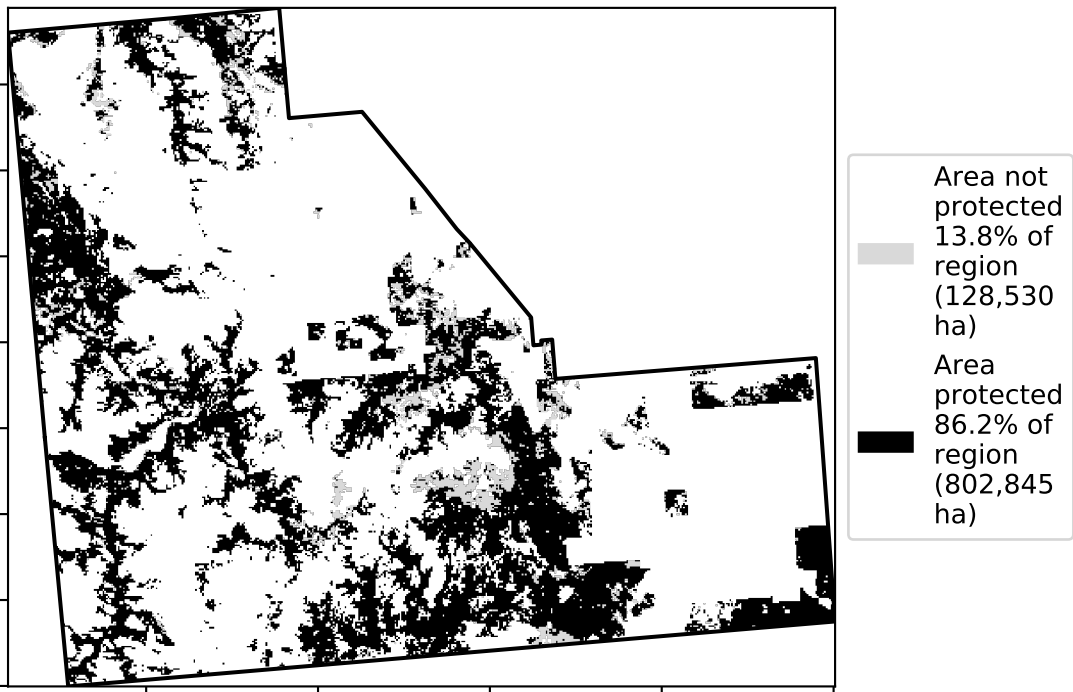 Area not
protected
13.8% of
region
(128,530
ha)
Area
protected
86.2% of
region
(802,845
ha)